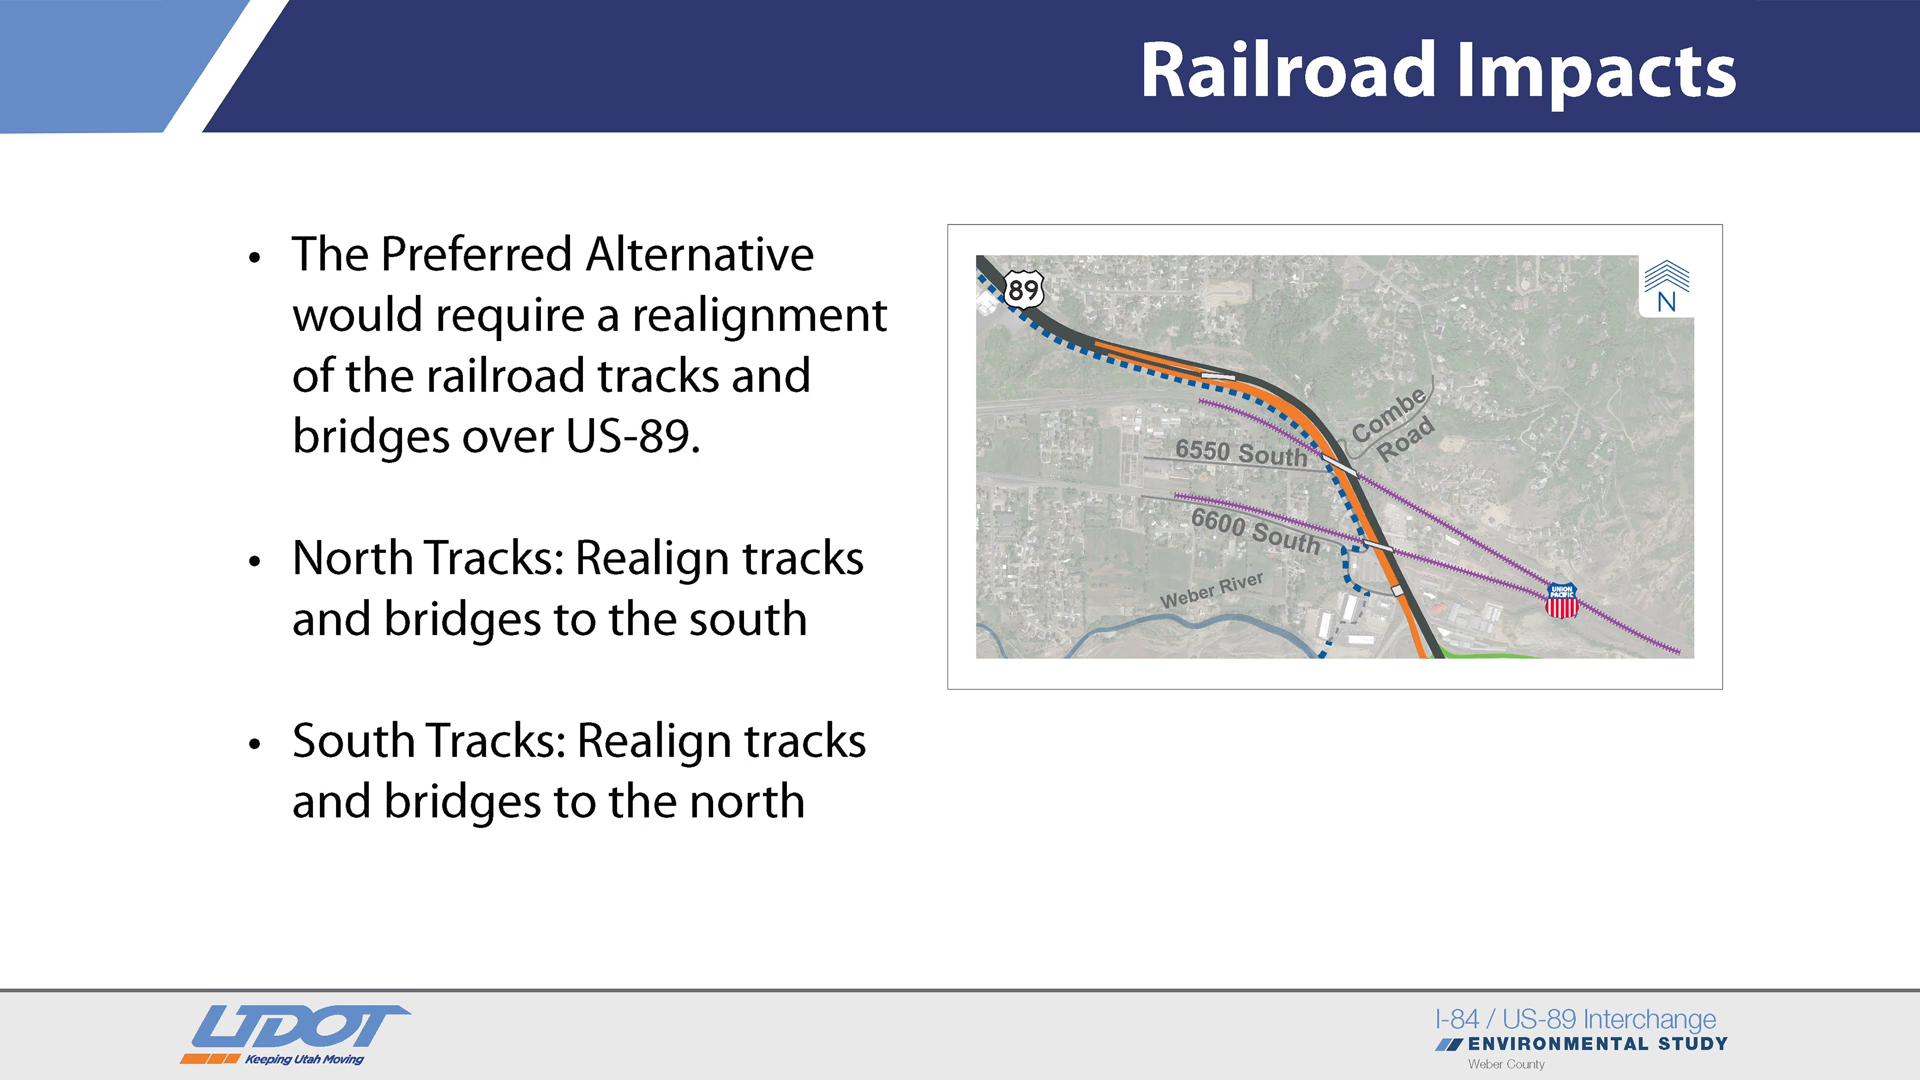 Railroad Impacts
• The Preferred Alternative
would require a realignment
of the railroad tracks and
bridges over US-89.
• North Tracks: Realign tracks
and bridges to the south
• South Tracks: Realign tracks
and bridges to the north
89
N
Combe
Road
6550 South
6600 South
Weber River
UNION
PACIFIC
UDOT
Keeping Utah Moving
I-84 / US-89 Interchange
ENVIRONMENTAL STUDY
Weber County